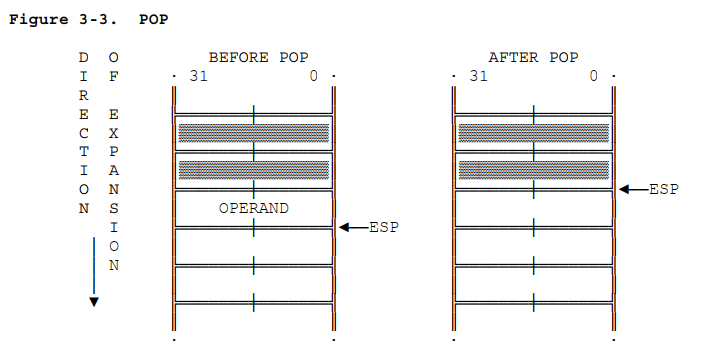 Figure 3-3.  POP
D O     BEFORE POP     AFTER POP
I F     31     0     31     0
R
E E
C X
T P
I A
O N     ESP
N S     OPERAND
I     ESP
O
N